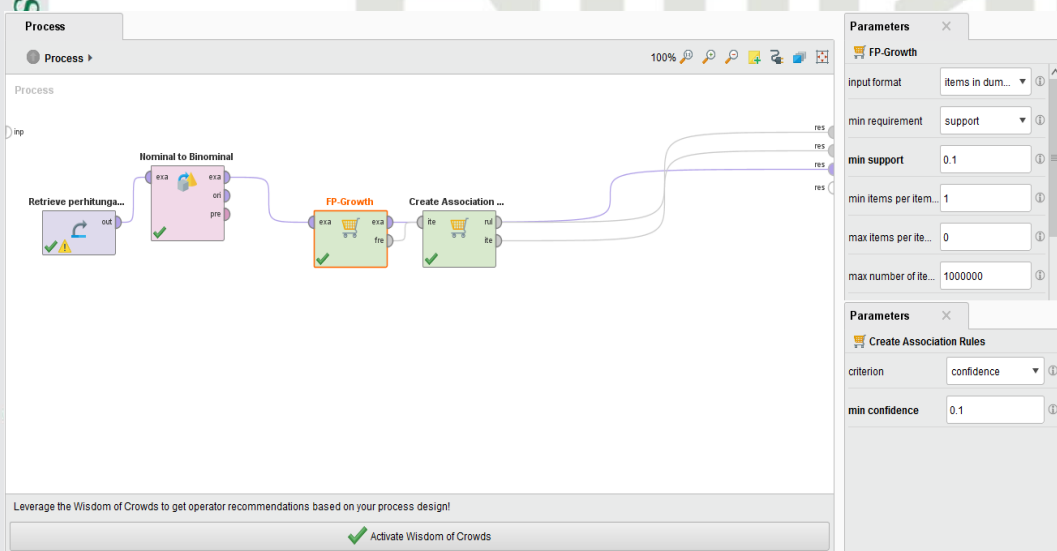 Process
Process
100%
Process
inp
res
res
res
res
Nominal to Binominal
exa
exa
ori
pre
Retrieve perhitunga...
out
FP-Growth
exa
exa
fre
Create Association ...
ite
rul
ite
Leverage the Wisdom of Crowds to get operator recommendations based on your process design!
Activate Wisdom of Crowds
Parameters
FP-Growth
input format
items in dum...
min requirement
support
min support
0.1
min items per item...
1
max items per ite...
0
max number of ite...
1000000
Parameters
Create Association Rules
criterion
confidence
min confidence
0.1